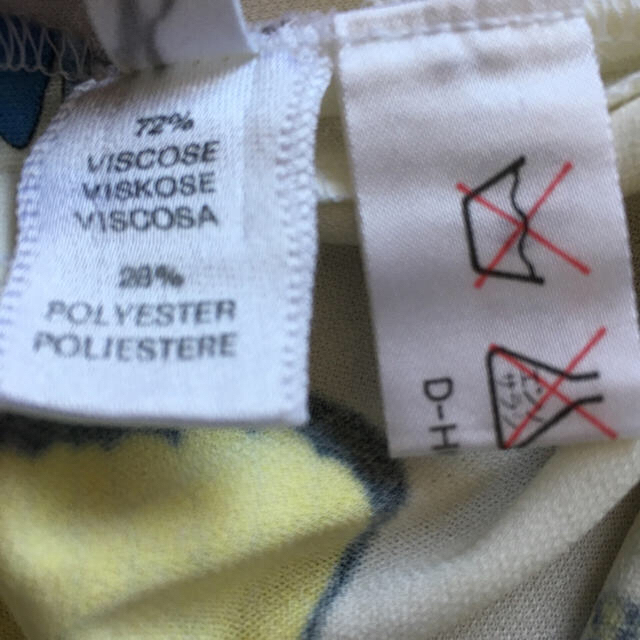 72%
VISCOSE
VISKOSE
VISCOSA
28%
POLYESTER
POLIESTERE
D-H